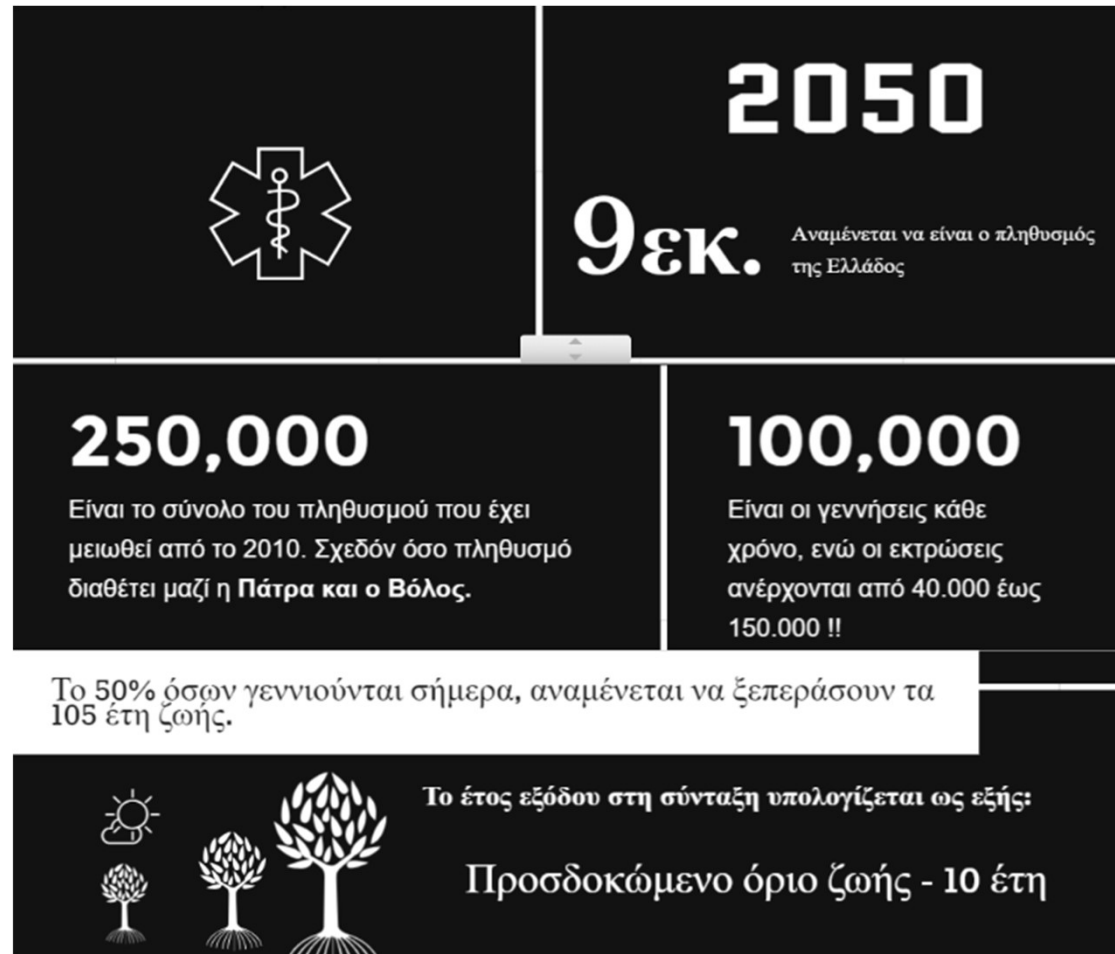 2050
9εκ.
Αναμένεται να είναι ο πληθυσμός
της Ελλάδος
250,000
Είναι το σύνολο του πληθυσμού που έχει
μειωθεί από το 2010. Σχεδόν όσο πληθυσμό
διαθέτει μαζί η Πάτρα και ο Βόλος.
100,000
Είναι οι γεννήσεις κάθε
χρόνο, ενώ οι εκτρώσεις
ανέρχονται από 40.000 έως
150.000 !!
Το 50% όσων γεννιούνται σήμερα, αναμένεται να ξεπεράσουν τα
105 έτη ζωής.
Το έτος εξόδου στη σύνταξη υπολογίζεται ως εξής:
Προσδοκώμενο όριο ζωής - 10 έτη